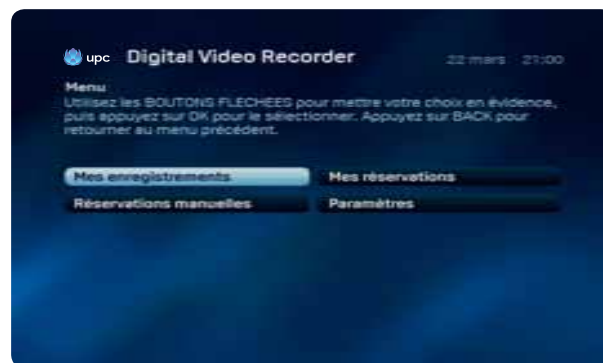 upc Digital Video Recorder 22 mars 21:00
Menu
Utilisez les BOUTONS FLECHEES pour mettre votre choix en évidence,
puis appuyez sur OK pour le sélectionner. Appuyez sur BACK pour
retourner au menu précédent.
Mes enregistrements Mes réservations
Réservations manuelles Paramètres